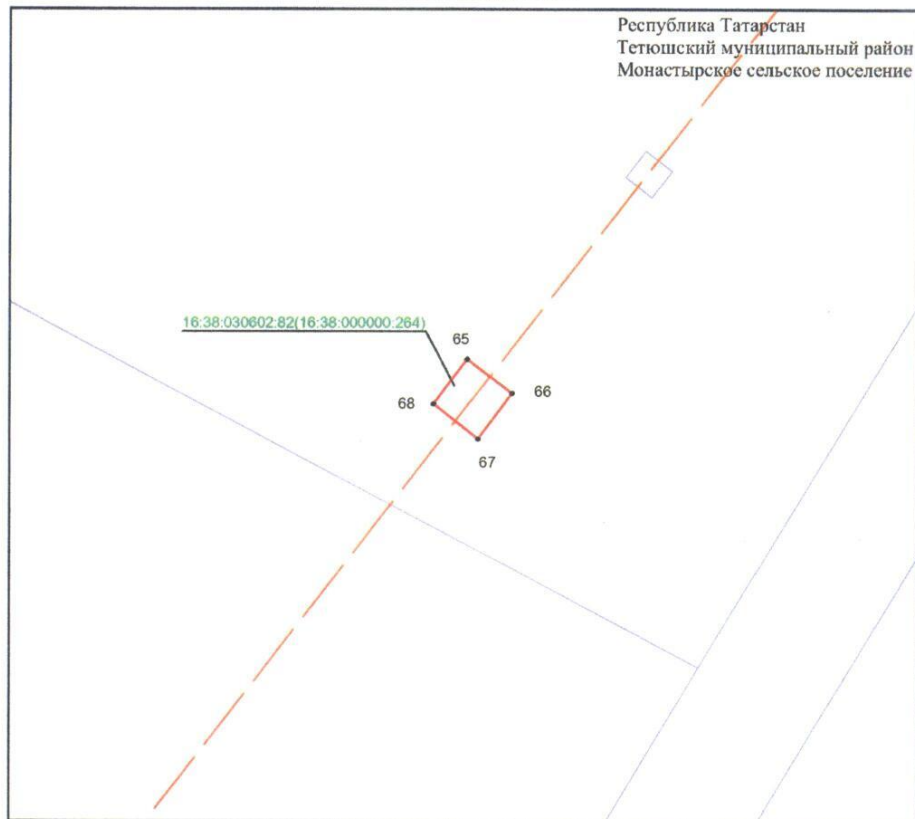 Республика Татарстан
Тетюшский муниципальный район
Монастырское сельское поселение
16:38:030602:82(16:38:000000:264)
65
66
68
67